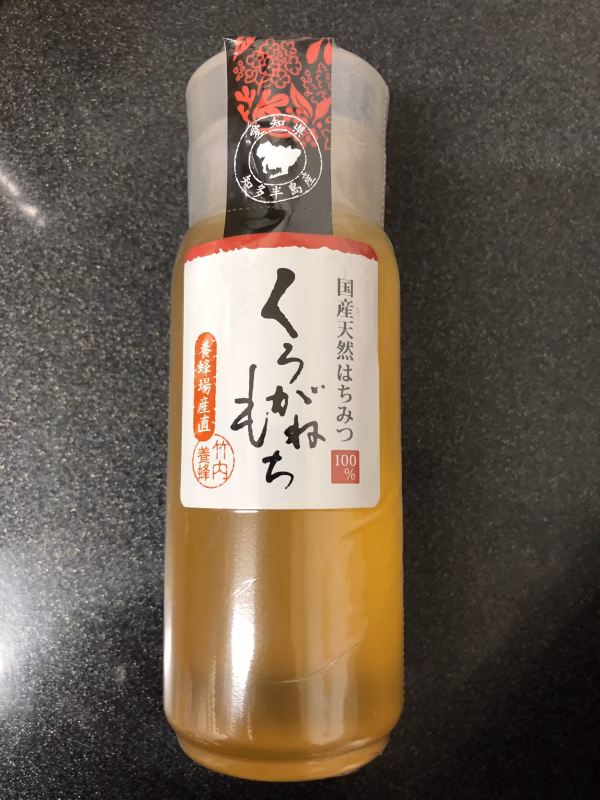 愛知県
知多半島産
国産天然はちみつ
100%
くろがねもち
養蜂場産直
竹内
養蜂